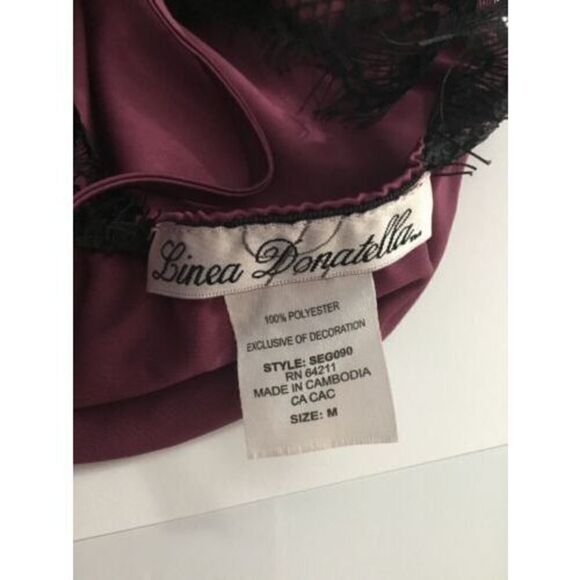 Linea Donatella
100% POLYESTER
EXCLUSIVE OF DECORATION
STYLE: SEG090
RN 64211
MADE IN CAMBODIA
CA CAC
SIZE: M